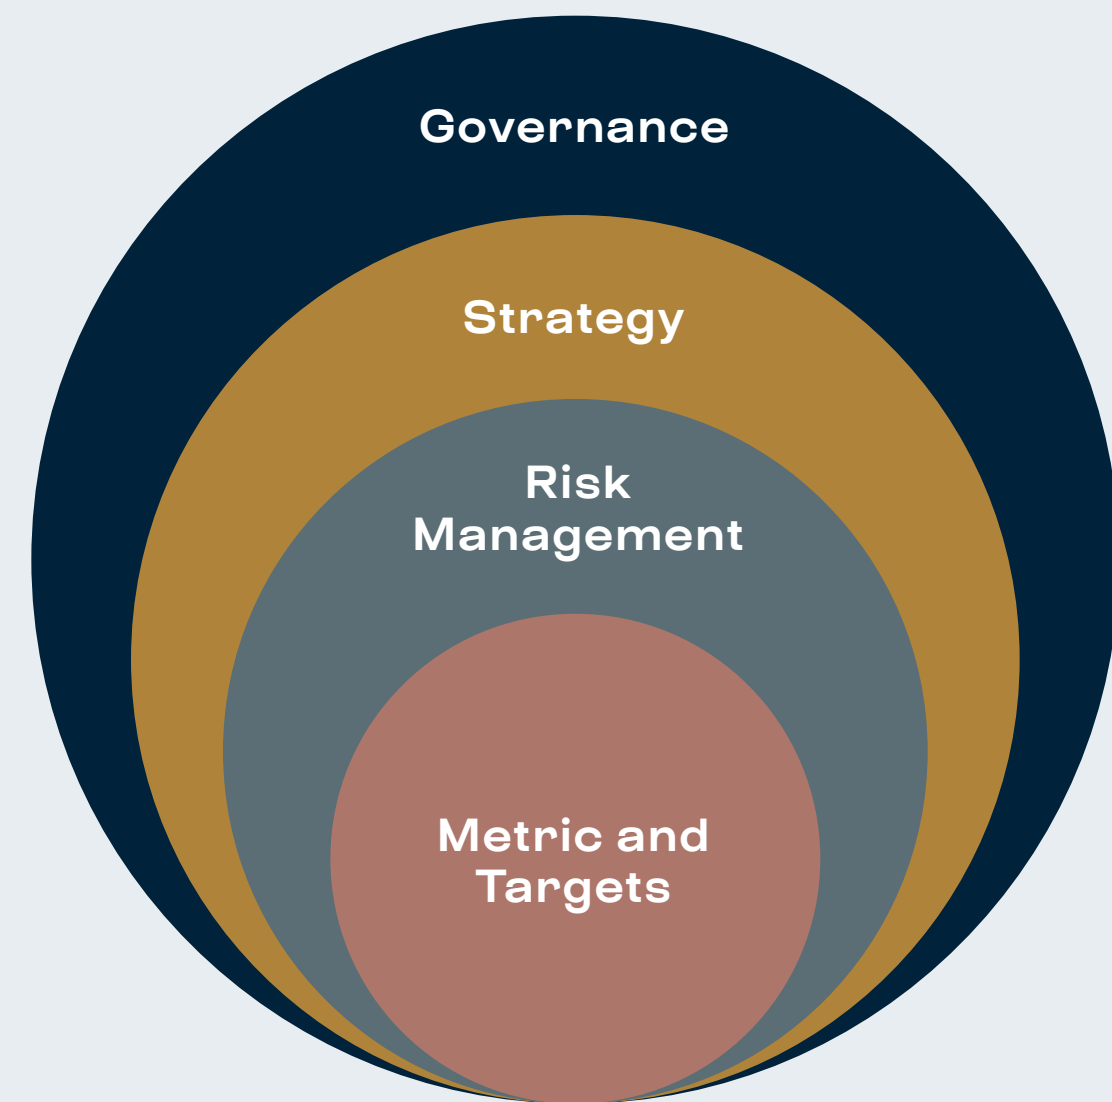 Governance
Strategy
Risk
Management
Metric and
Targets